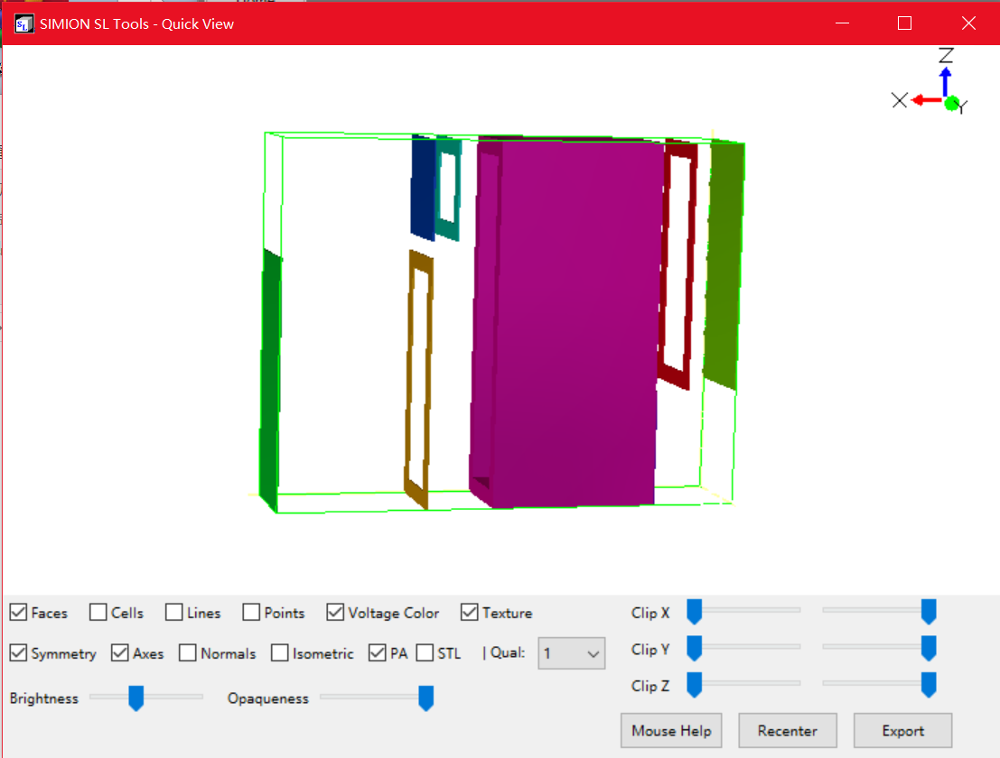 SIMION SL Tools - Quick View
Z
X
Y
Faces Cells Lines Points Voltage Color Texture
Symmetry Axes Normals Isometric PA STL | Qual: 1
Brightness Opaqueness
Clip X
Clip Y
Clip Z
Mouse Help Recenter Export